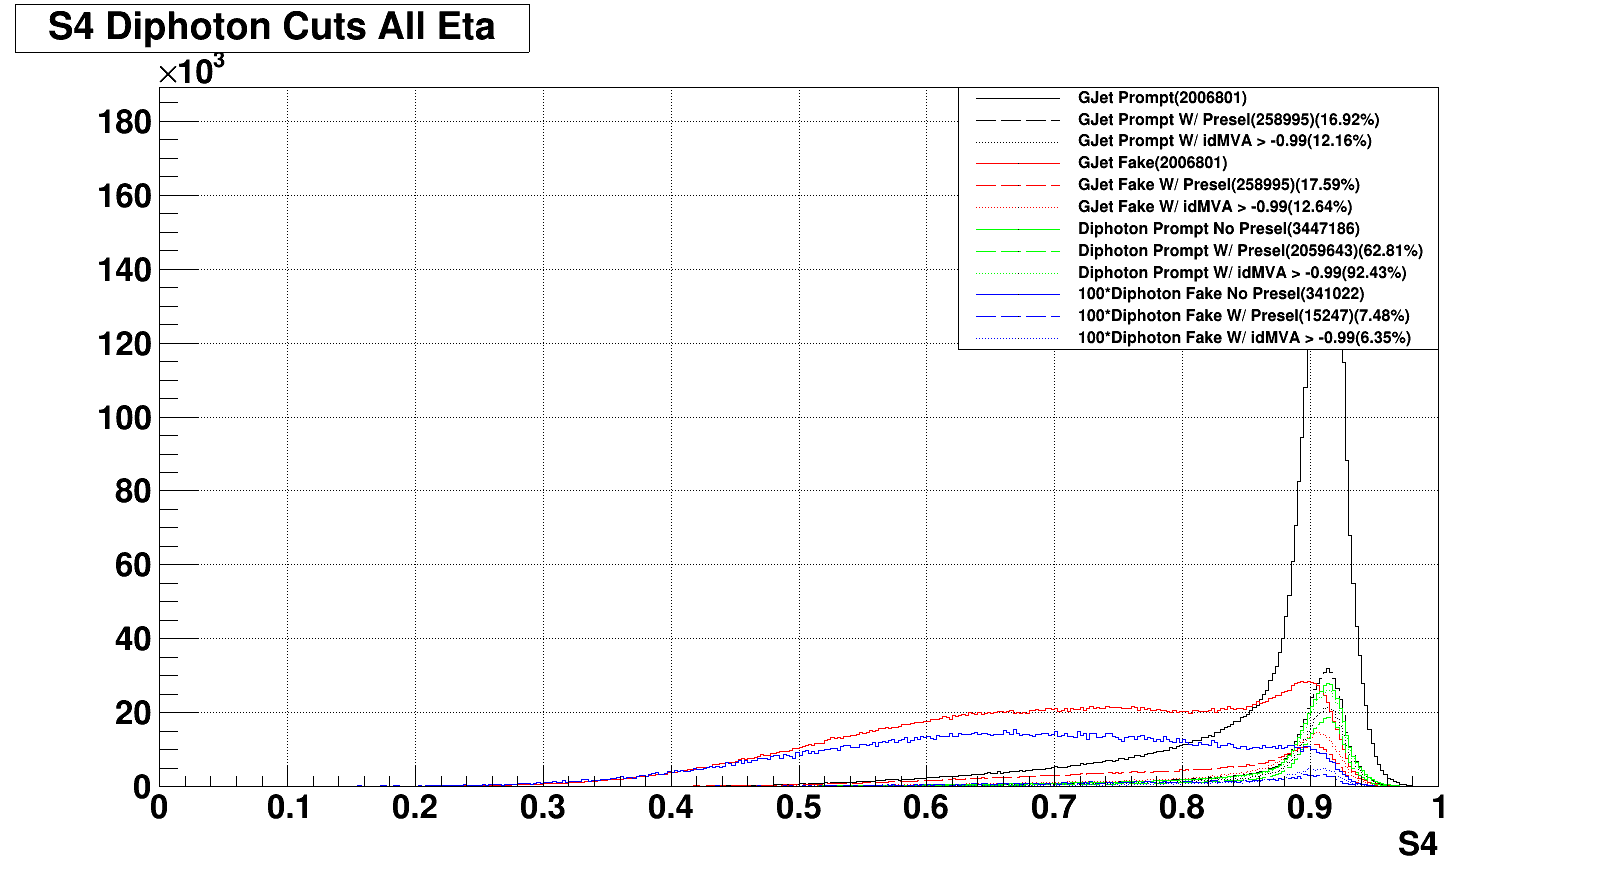 S4 Diphoton Cuts All Eta
×10³
180
160
140
120
100
80
60
40
20
0
GJet Prompt(2006801)
GJet Prompt W/ Presel(258995)(16.92%)
GJet Prompt W/ idMVA > -0.99(12.16%)
GJet Fake(2006801)
GJet Fake W/ Presel(258995)(17.59%)
GJet Fake W/ idMVA > -0.99(12.64%)
Diphoton Prompt No Presel(3447186)
Diphoton Prompt W/ Presel(2059643)(62.81%)
Diphoton Prompt W/ idMVA > -0.99(92.43%)
100*Diphoton Fake No Presel(341022)
100*Diphoton Fake W/ Presel(15247)(7.48%)
100*Diphoton Fake W/ idMVA > -0.99(6.35%)
0 0.1 0.2 0.3 0.4 0.5 0.6 0.7 0.8 0.9 1
S4